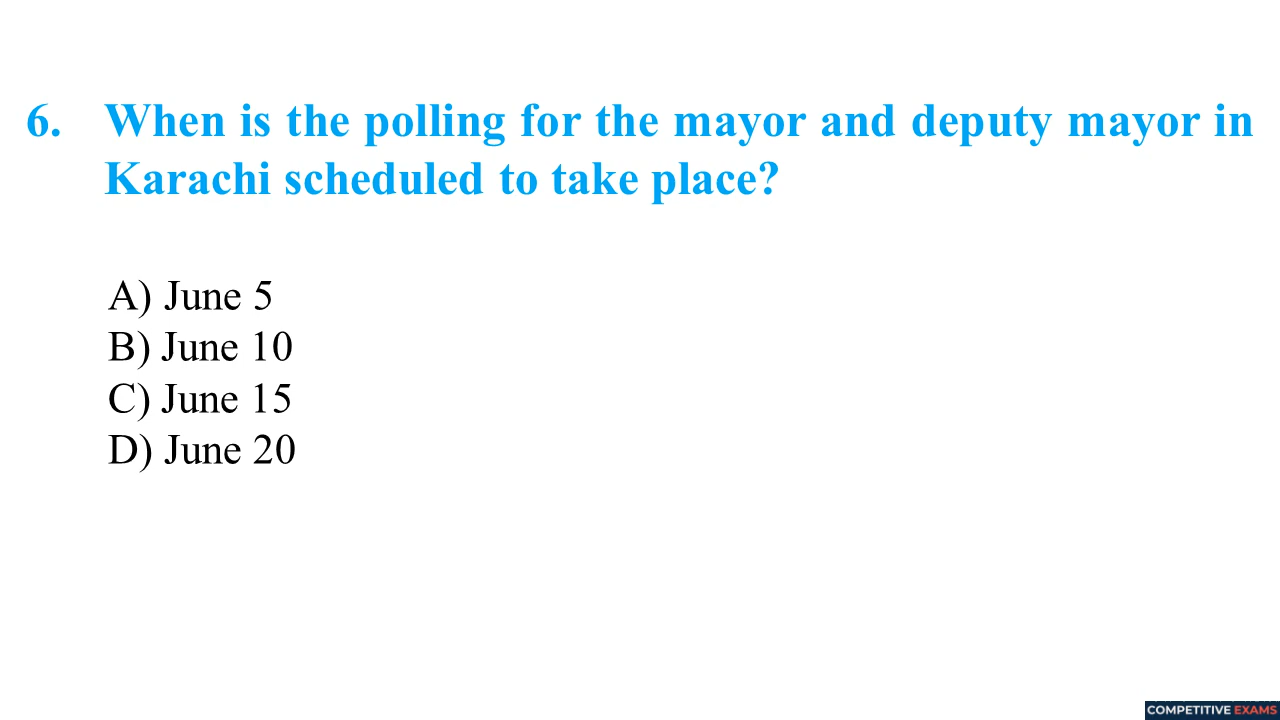 6. When is the polling for the mayor and deputy mayor in
Karachi scheduled to take place?
A) June 5
B) June 10
C) June 15
D) June 20
COMPETITIVE EXAMS